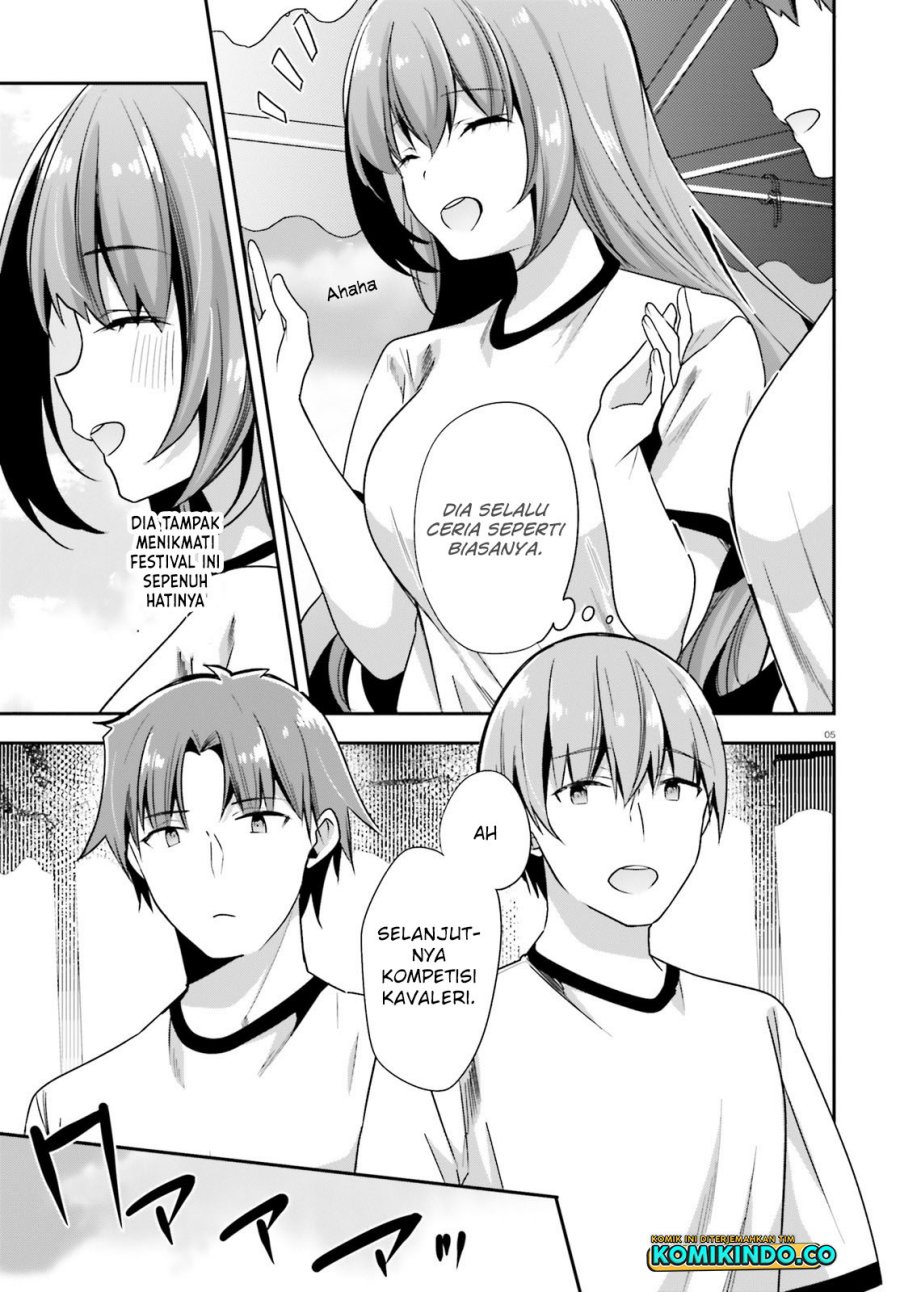 Ahaha
DIA SELALU
CERIA SEPERTI
BIASANYA.
DIA TAMPAK
MENIKMATI
FESTIVAL INI
SEPENUH
HATINYA
05
AH
SELANJUT-
NYA
KOMPETISI
KAVALERI.
ワァァァッ
KOMIK INI DITERJEMAHKAN TIM
KOMIKINDO.CO